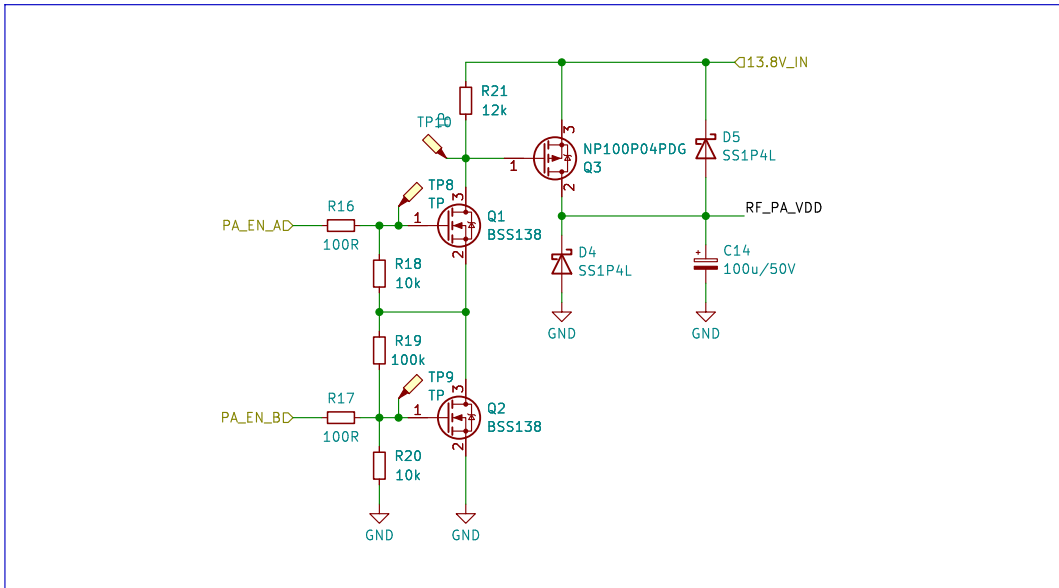 13.8V_IN
R21
12k
TP10
TP
3
NP100P04PDG
Q3
1
2
D5
SS1P4L
RF_PA_VDD
TP8
TP
3
Q1
BSS138
1
2
PA_EN_A
R16
100R
R18
10k
D4
SS1P4L
C14
+
100u/50V
GND
GND
R19
100k
TP9
TP
3
Q2
BSS138
1
2
PA_EN_B
R17
100R
R20
10k
GND
GND